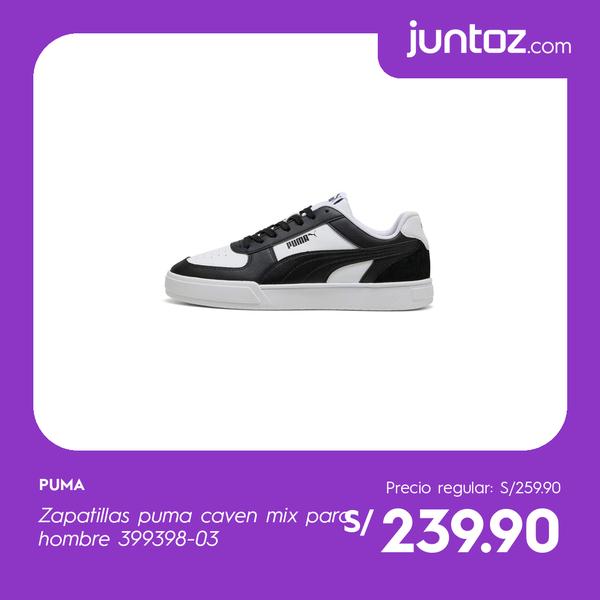 juntoz.com
PUMA
PUMA
Precio regular: S/259.90
Zapatillas puma caven mix para
hombre 399398-03
S/ 239.90